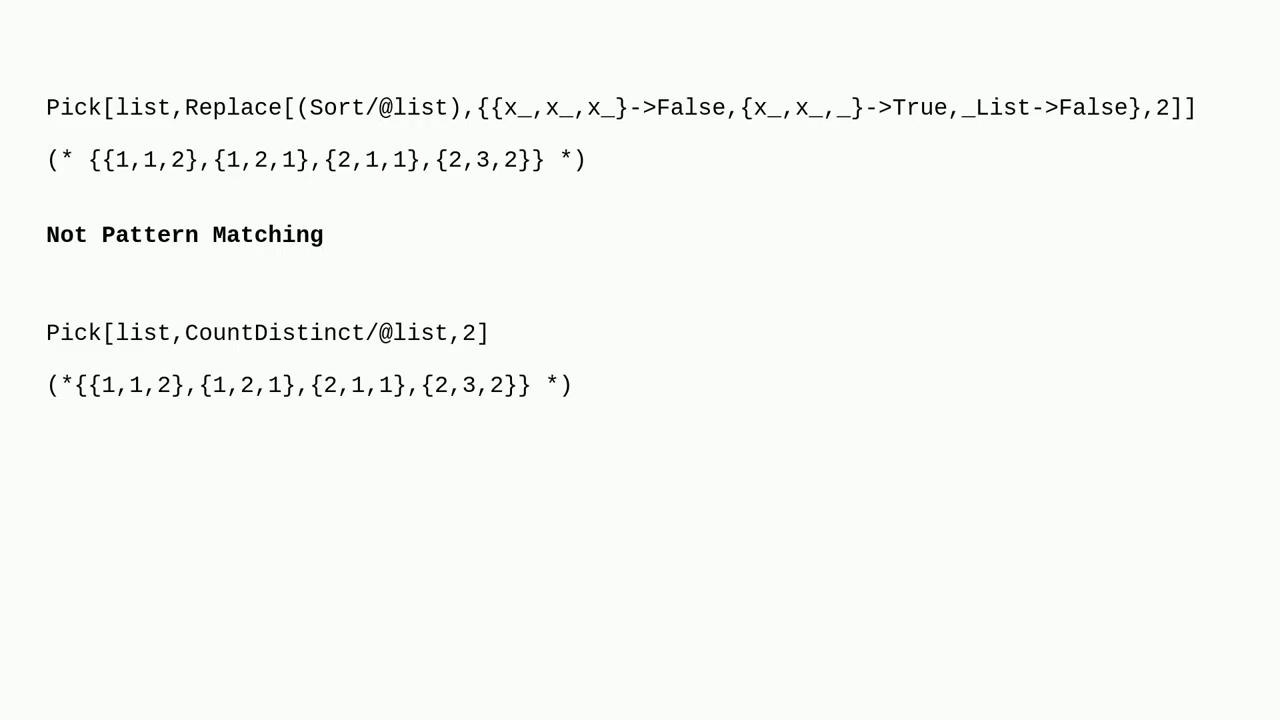 Pick[list,Replace[(Sort/@list),{{x_,x_,x_}->False,{x_,x_,_}->True,_List->False},2]]
(* {{1,1,2},{1,2,1},{2,1,1},{2,3,2}} *)
Not Pattern Matching
Pick[list,CountDistinct/@list,2]
(*{{1,1,2},{1,2,1},{2,1,1},{2,3,2}} *)